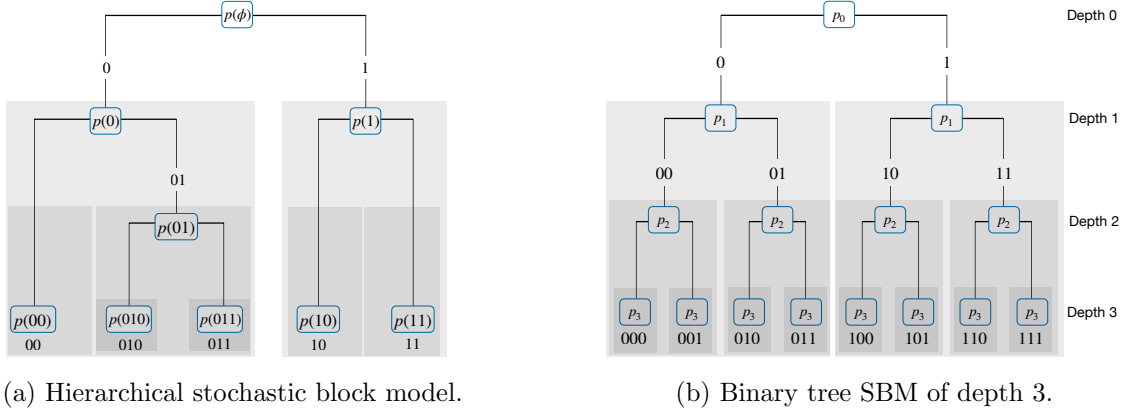 p(ϕ)
0 1
p(0) p(1)
01
p(01)
p(00) p(010) p(011) p(10) p(11)
00 010 011 10 11
(a) Hierarchical stochastic block model.
p₀ Depth 0
0 1
p₁ p₁ Depth 1
00 01 10 11
p₂ p₂ p₂ p₂ Depth 2
p₃ p₃ p₃ p₃ p₃ p₃ p₃ p₃ Depth 3
000 001 010 011 100 101 110 111
(b) Binary tree SBM of depth 3.